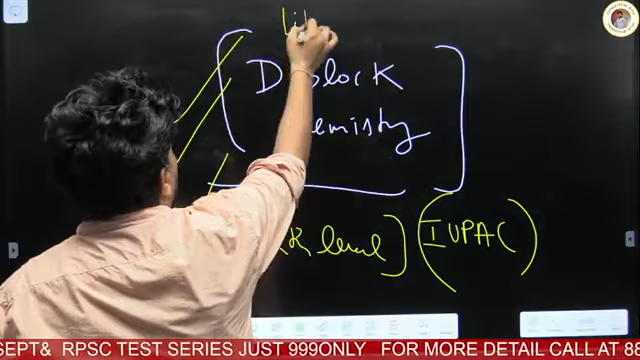 D block
emistry
level] (IUPAC)
SEPT& RPSC TEST SERIES JUST 999ONLY FOR MORE DETAIL CALL AT 88